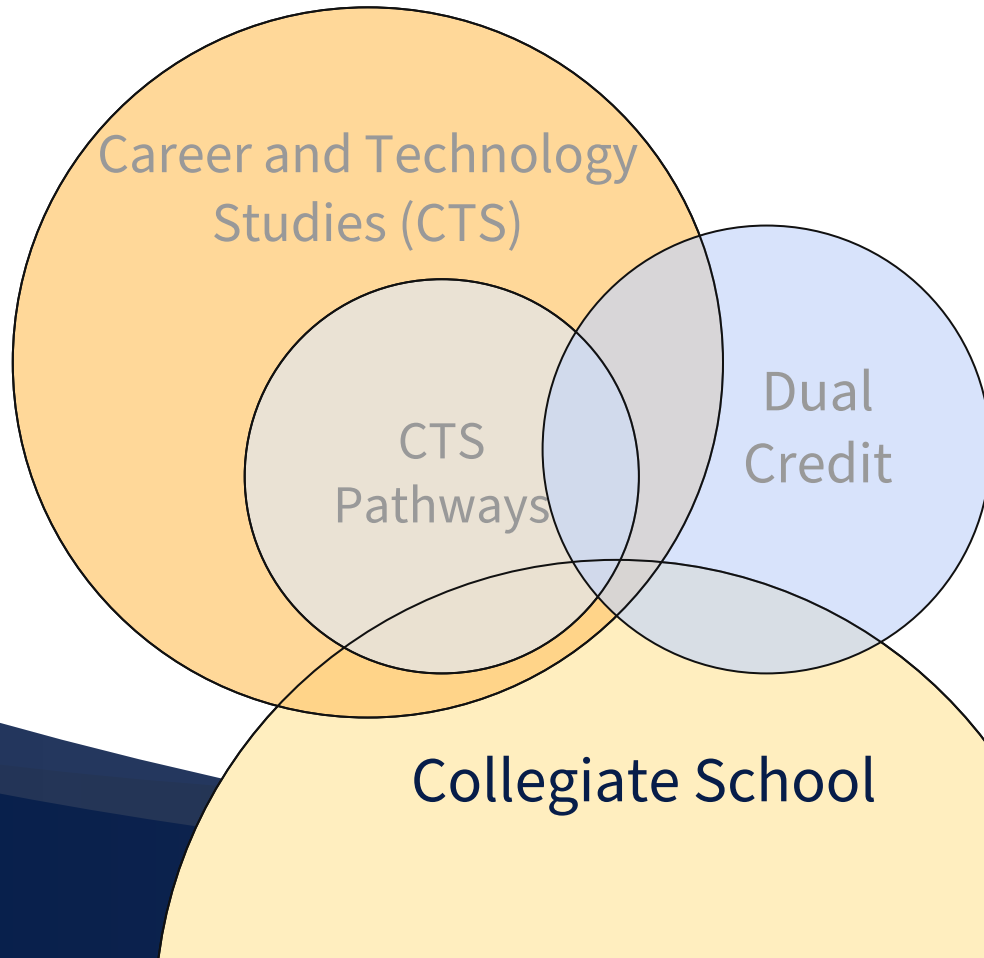 Career and Technology
Studies (CTS)
Dual
Credit
CTS
Pathways
Collegiate School